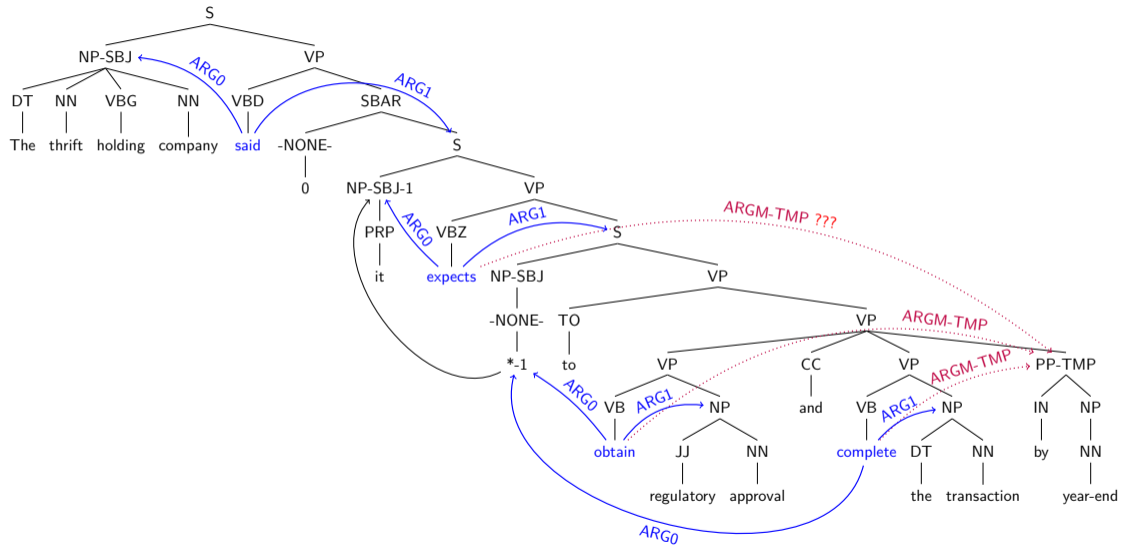 S
NP-SBJ VP
ARG0 ARG1
DT NN VBG NN VBD SBAR
The thrift holding company said -NONE- S
0 NP-SBJ-1 VP
ARGM-TMP ???
ARG0 ARG1
PRP VBZ S
it expects NP-SBJ VP
-NONE- TO VP ARGM-TMP
*-1 to VP CC VP ARGM-TMP PP-TMP
ARG0 ARG1 ARG1
VB NP and VB NP IN NP
obtain JJ NN complete DT NN by NN
regulatory approval the transaction year-end
ARG0